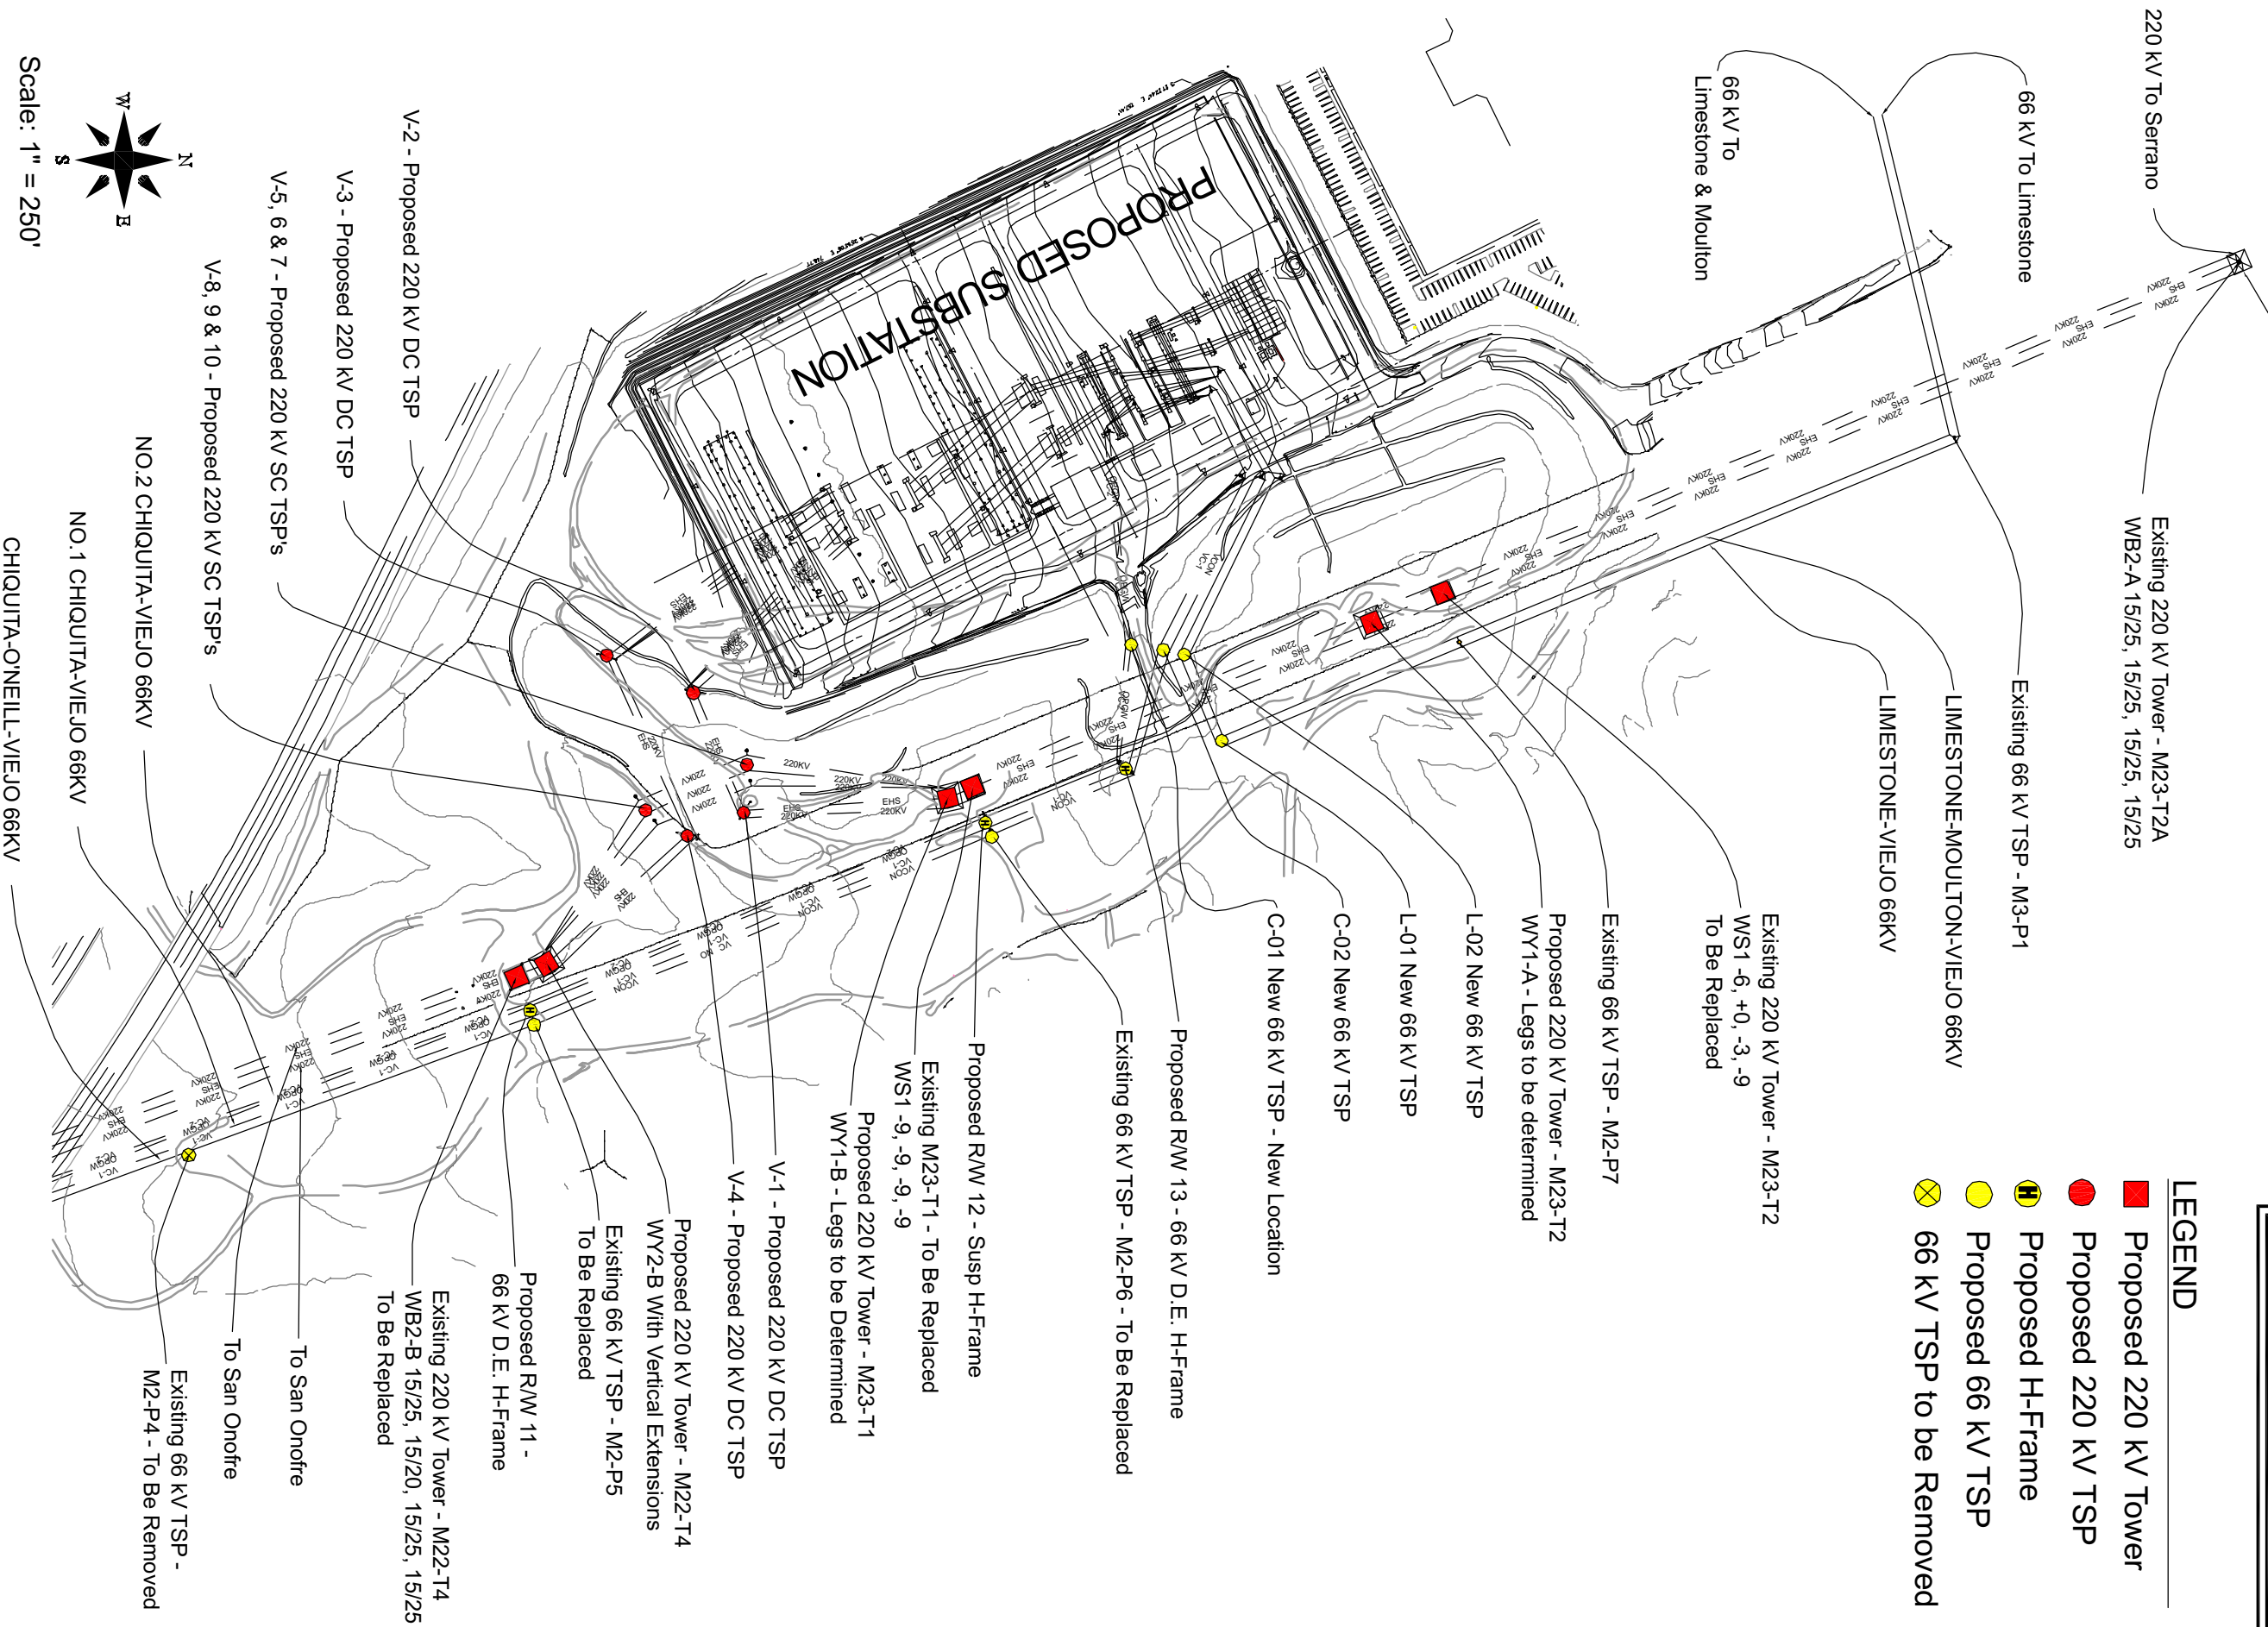 220 kV To Serrano
66 kV To Limestone
66 kV To
Limestone & Moulton
Existing 220 kV Tower - M23-T2A
WB2-A 15/25, 15/25, 15/25, 15/25
Existing 66 kV TSP - M3-P1
LIMESTONE-MOULTON-VIEJO 66KV
LIMESTONE-VIEJO 66KV
Existing 220 kV Tower - M23-T2
WS1 -6, +0, -3, -9
To Be Replaced
Existing 66 kV TSP - M2-P7
Proposed 220 kV Tower - M23-T2
WY1-A - Legs to be determined
L-02 New 66 kV TSP
L-01 New 66 kV TSP
C-02 New 66 kV TSP
C-01 New 66 kV TSP - New Location
Proposed R/W 13 - 66 kV D.E. H-Frame
Existing 66 kV TSP - M2-P6 - To Be Replaced
Proposed R/W 12 - Susp H-Frame
Existing M23-T1 - To Be Replaced
WS1 -9, -9, -9, -9
Proposed 220 kV Tower - M23-T1
WY1-B - Legs to be Determined
V-1 - Proposed 220 kV DC TSP
V-4 - Proposed 220 kV DC TSP
Proposed 220 kV Tower - M22-T4
WY2-B With Vertical Extensions
Existing 66 kV TSP - M2-P5
To Be Replaced
Proposed R/W 11 -
66 kV D.E. H-Frame
Existing 220 kV Tower - M22-T4
WB2-B 15/25, 15/20, 15/25, 15/25
To Be Replaced
To San Onofre
To San Onofre
Existing 66 kV TSP -
M2-P4 - To Be Removed
V-2 - Proposed 220 kV DC TSP
V-3 - Proposed 220 kV DC TSP
V-5, 6 & 7 - Proposed 220 kV SC TSP's
V-8, 9 & 10 - Proposed 220 kV SC TSP's
NO.2 CHIQUITA-VIEJO 66KV
NO.1 CHIQUITA-VIEJO 66KV
CHIQUITA-O'NEILL-VIEJO 66KV
PROPOSED SUBSTATION
N
W
E
S
Scale: 1" = 250'
LEGEND
Proposed 220 kV Tower
Proposed 220 kV TSP
H Proposed H-Frame
Proposed 66 kV TSP
66 kV TSP to be Removed
220KV
EHS
220KV
VCON
VC-1
OPGW
VC-2